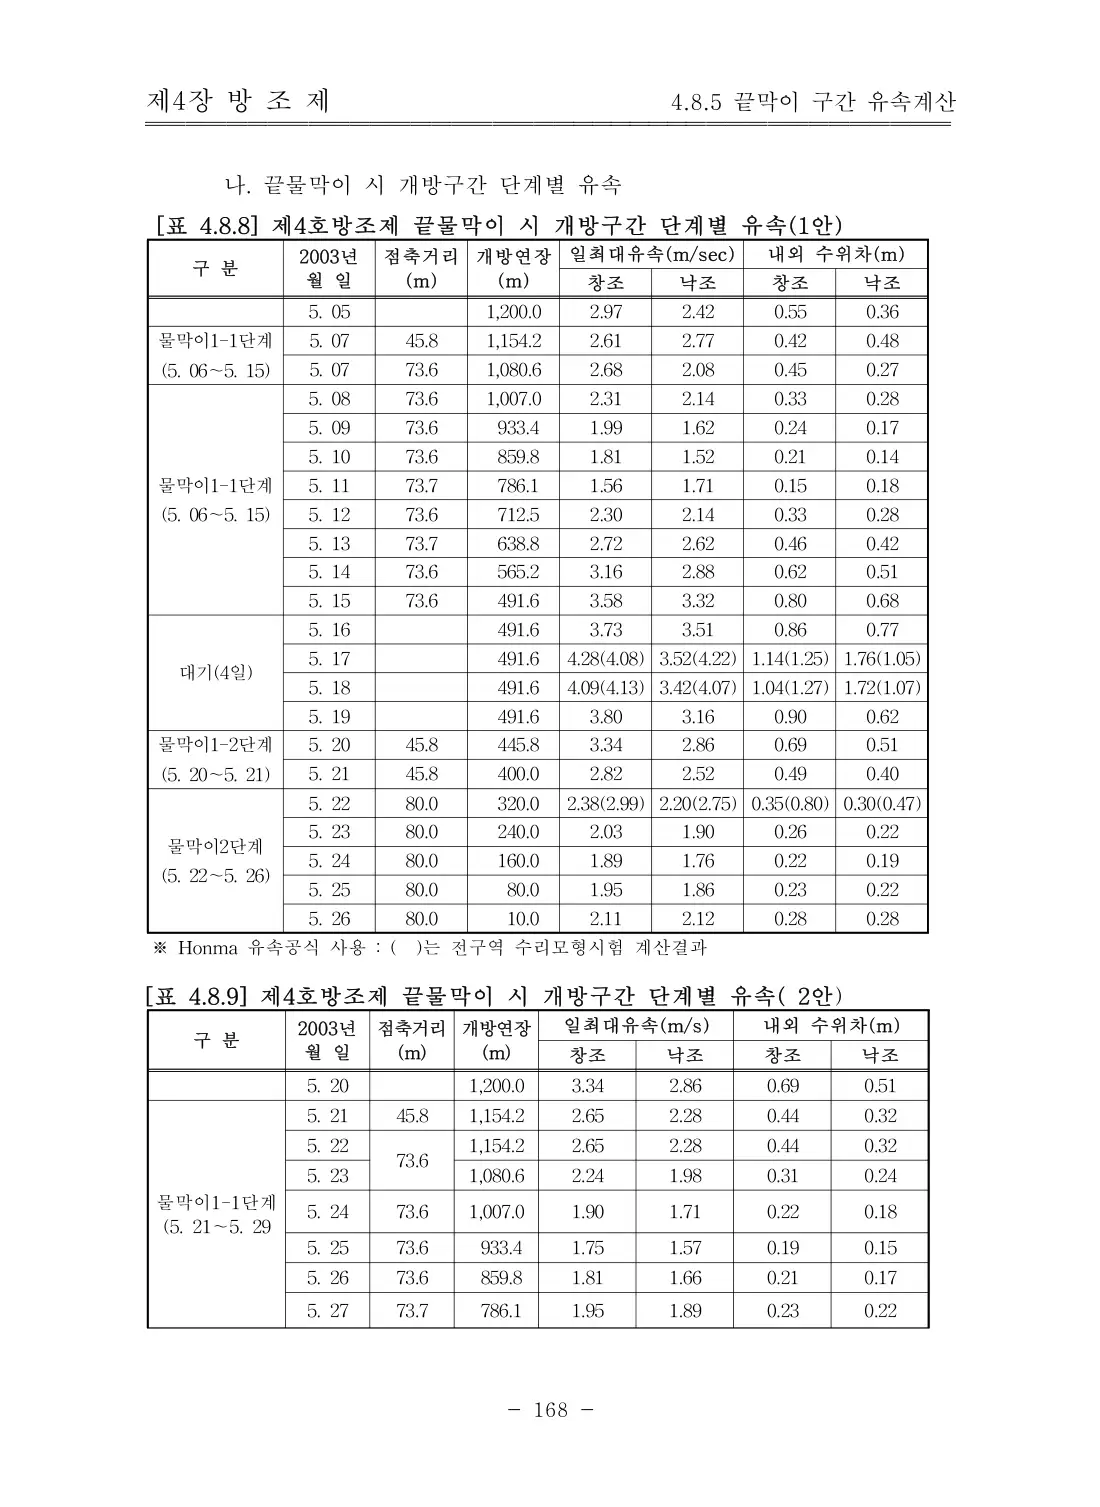 제4장 방 조 제 4.8.5 끝막이 구간 유속계산
나. 끝물막이 시 개방구간 단계별 유속
[표 4.8.8] 제4호방조제 끝물막이 시 개방구간 단계별 유속(1안)
구 분 2003년 월 일 점축거리 (m) 개방연장 (m) 일최대유속(m/sec) 내외 수위차(m)
창조 낙조 창조 낙조
5. 05 1,200.0 2.97 2.42 0.55 0.36
물막이1-1단계 5. 07 45.8 1,154.2 2.61 2.77 0.42 0.48
(5. 06~5. 15) 5. 07 73.6 1,080.6 2.68 2.08 0.45 0.27
5. 08 73.6 1,007.0 2.31 2.14 0.33 0.28
5. 09 73.6 933.4 1.99 1.62 0.24 0.17
5. 10 73.6 859.8 1.81 1.52 0.21 0.14
물막이1-1단계 5. 11 73.7 786.1 1.56 1.71 0.15 0.18
(5. 06~5. 15) 5. 12 73.6 712.5 2.30 2.14 0.33 0.28
5. 13 73.7 638.8 2.72 2.62 0.46 0.42
5. 14 73.6 565.2 3.16 2.88 0.62 0.51
5. 15 73.6 491.6 3.58 3.32 0.80 0.68
5. 16 491.6 3.73 3.51 0.86 0.77
5. 17 491.6 4.28(4.08) 3.52(4.22) 1.14(1.25) 1.76(1.05)
대기(4일)
5. 18 491.6 4.09(4.13) 3.42(4.07) 1.04(1.27) 1.72(1.07)
5. 19 491.6 3.80 3.16 0.90 0.62
물막이1-2단계 5. 20 45.8 445.8 3.34 2.86 0.69 0.51
(5. 20~5. 21) 5. 21 45.8 400.0 2.82 2.52 0.49 0.40
5. 22 80.0 320.0 2.38(2.99) 2.20(2.75) 0.35(0.80) 0.30(0.47)
5. 23 80.0 240.0 2.03 1.90 0.26 0.22
물막이2단계
5. 24 80.0 160.0 1.89 1.76 0.22 0.19
(5. 22~5. 26)
5. 25 80.0 80.0 1.95 1.86 0.23 0.22
5. 26 80.0 10.0 2.11 2.12 0.28 0.28
※ Honma 유속공식 사용 : ( )는 전구역 수리모형시험 계산결과
[표 4.8.9] 제4호방조제 끝물막이 시 개방구간 단계별 유속( 2안)
구 분 2003년 월 일 점축거리 (m) 개방연장 (m) 일최대유속(m/s) 내외 수위차(m)
창조 낙조 창조 낙조
5. 20 1,200.0 3.34 2.86 0.69 0.51
5. 21 45.8 1,154.2 2.65 2.28 0.44 0.32
5. 22 73.6 1,154.2 2.65 2.28 0.44 0.32
5. 23 1,080.6 2.24 1.98 0.31 0.24
물막이1-1단계
5. 24 73.6 1,007.0 1.90 1.71 0.22 0.18
(5. 21~5. 29
5. 25 73.6 933.4 1.75 1.57 0.19 0.15
5. 26 73.6 859.8 1.81 1.66 0.21 0.17
5. 27 73.7 786.1 1.95 1.89 0.23 0.22
- 168 -